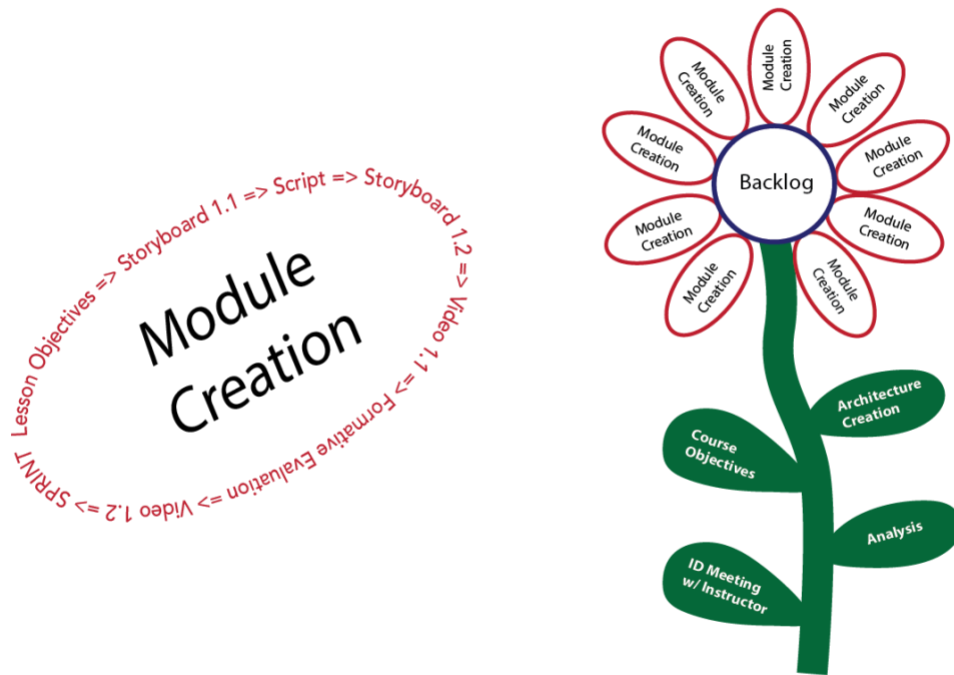 Lesson Objectives => Storyboard 1.1 => Script => Storyboard 1.2 => Video 1.1 => Formative Evaluation => Video 1.2 => SPRINT
Module
Creation
Module
Creation
Module
Creation
Module
Creation
Module
Creation
Module
Creation
Module
Creation
Module
Creation
Module
Creation
Module
Creation
Backlog
Architecture
Creation
Course
Objectives
Analysis
ID Meeting
w/ Instructor